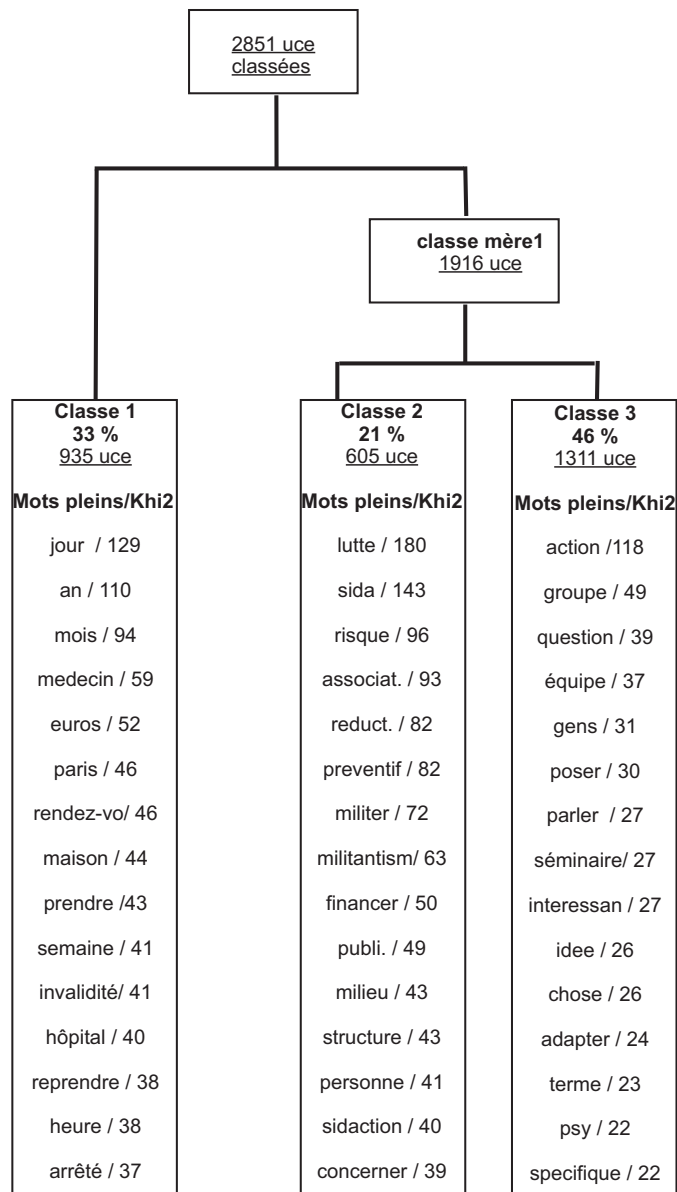 2851 uce
classées
classe mère1
1916 uce
Classe 1
33 %
935 uce
Mots pleins/Khi2
jour / 129
an / 110
mois / 94
medecin / 59
euros / 52
paris / 46
rendez-vo/ 46
maison / 44
prendre /43
semaine / 41
invalidité/ 41
hôpital / 40
reprendre / 38
heure / 38
arrêté / 37
Classe 2
21 %
605 uce
Mots pleins/Khi2
lutte / 180
sida / 143
risque / 96
associat. / 93
reduct. / 82
preventif / 82
militer / 72
militantism/ 63
financer / 50
publi. / 49
milieu / 43
structure / 43
personne / 41
sidaction / 40
concerner / 39
Classe 3
46 %
1311 uce
Mots pleins/Khi2
action /118
groupe / 49
question / 39
équipe / 37
gens / 31
poser / 30
parler / 27
séminaire/ 27
interessan / 27
idee / 26
chose / 26
adapter / 24
terme / 23
psy / 22
specifique / 22